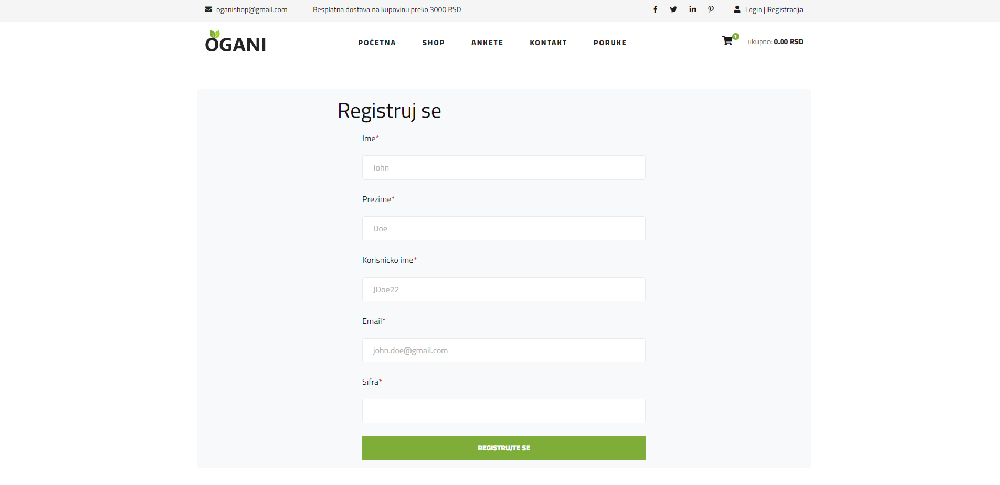 oganishop@gmail.com Besplatna dostava na kupovinu preko 3000 RSD Login | Registracija
OGANI POČETNA SHOP ANKETE KONTAKT PORUKE 1 ukupno: 0.00 RSD
Registruj se
Ime*
John
Prezime*
Doe
Korisnicko ime*
JDoe22
Email*
john.doe@gmail.com
Sifra*
REGISTRUJTE SE